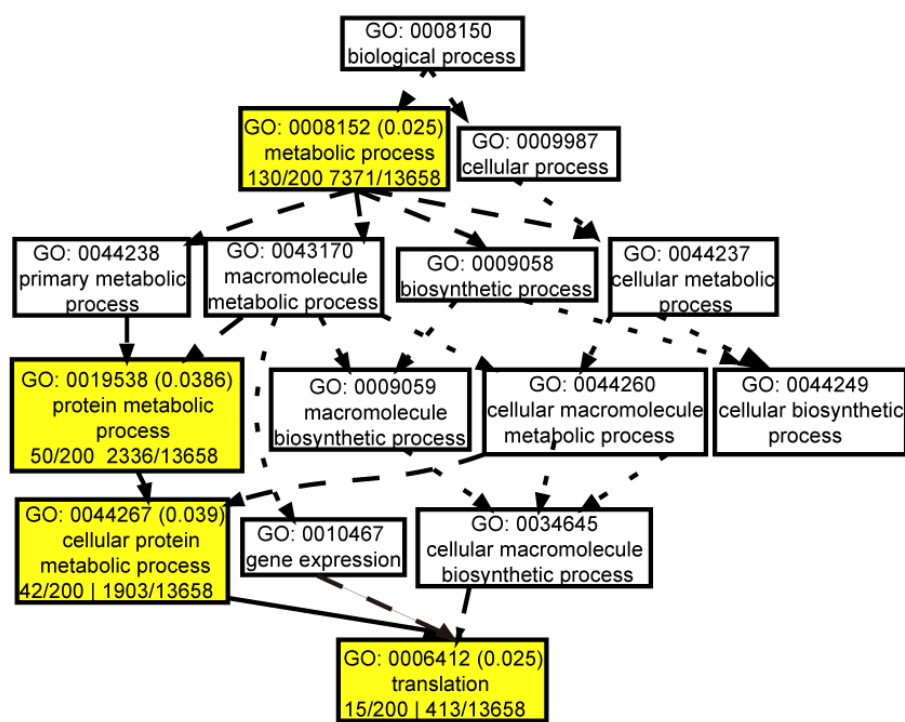 GO: 0008150
biological process
GO: 0008152 (0.025)
metabolic process
130/200 7371/13658
GO: 0009987
cellular process
GO: 0044238
primary metabolic
process
GO: 0043170
macromolecule
metabolic process
GO: 0009058
biosynthetic process
GO: 0044237
cellular metabolic
process
GO: 0019538 (0.0386)
protein metabolic
process
50/200 2336/13658
GO: 0009059
macromolecule
biosynthetic process
GO: 0044260
cellular macromolecule
metabolic process
GO: 0044249
cellular biosynthetic
process
GO: 0044267 (0.039)
cellular protein
metabolic process
42/200 | 1903/13658
GO: 0010467
gene expression
GO: 0034645
cellular macromolecule
biosynthetic process
GO: 0006412 (0.025)
translation
15/200 | 413/13658